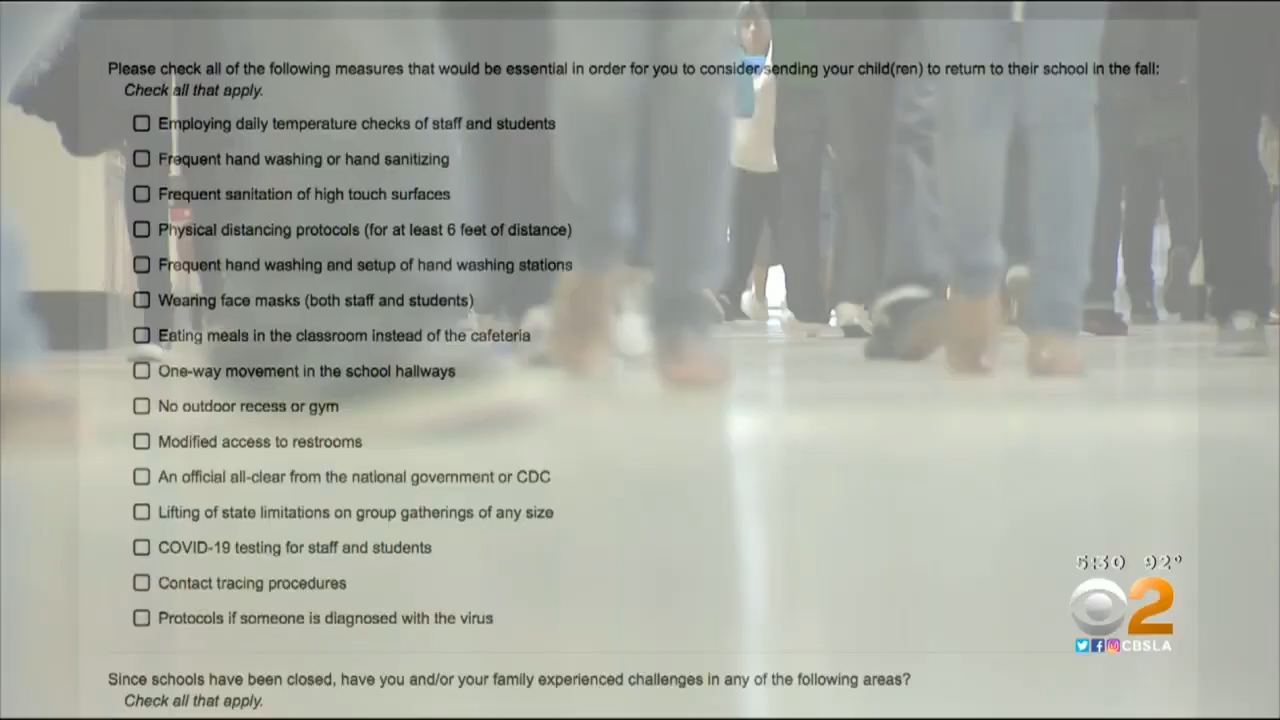 Please check all of the following measures that would be essential in order for you to consider sending your child(ren) to return to their school in the fall:
Check all that apply.
Employing daily temperature checks of staff and students
Frequent hand washing or hand sanitizing
Frequent sanitation of high touch surfaces
Physical distancing protocols (for at least 6 feet of distance)
Frequent hand washing and setup of hand washing stations
Wearing face masks (both staff and students)
Eating meals in the classroom instead of the cafeteria
One-way movement in the school hallways
No outdoor recess or gym
Modified access to restrooms
An official all-clear from the national government or CDC
Lifting of state limitations on group gatherings of any size
COVID-19 testing for staff and students
Contact tracing procedures
Protocols if someone is diagnosed with the virus
5:30 92°
2
CBSLA
Since schools have been closed, have you and/or your family experienced challenges in any of the following areas?
Check all that apply.